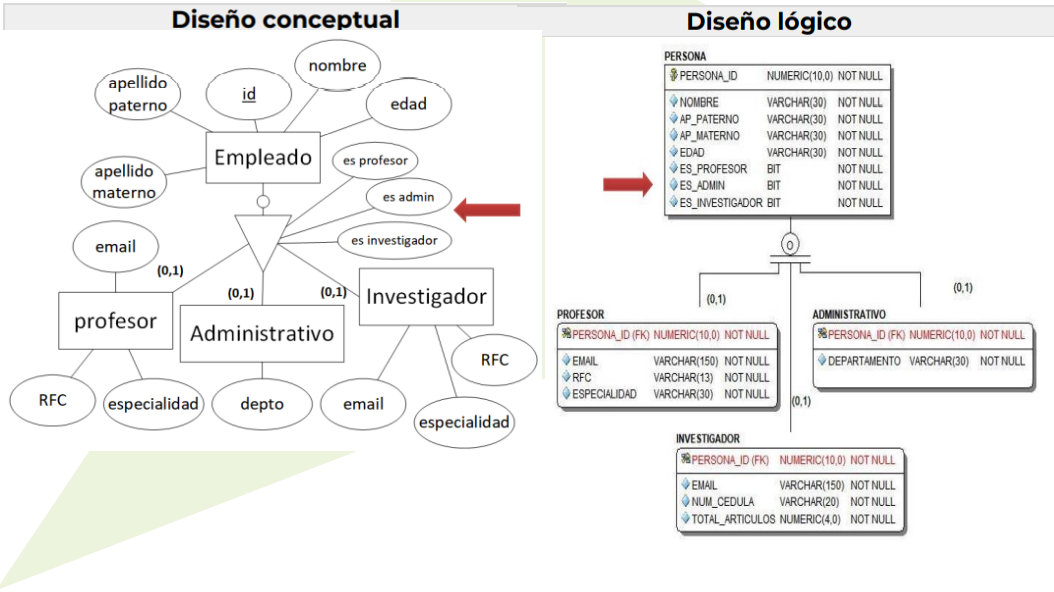 Diseño conceptual
nombre
apellido
paterno
id
edad
Empleado
apellido
materno
es profesor
es admin
es investigador
email
(0,1)
(0,1)
(0,1)
profesor
Administrativo
Investigador
RFC
RFC
especialidad
depto
email
especialidad
Diseño lógico
PERSONA
PERSONA_ID NUMERIC(10,0) NOT NULL
NOMBRE VARCHAR(30) NOT NULL
AP_PATERNO VARCHAR(30) NOT NULL
AP_MATERNO VARCHAR(30) NOT NULL
EDAD VARCHAR(30) NOT NULL
ES_PROFESOR BIT NOT NULL
ES_ADMIN BIT NOT NULL
ES_INVESTIGADOR BIT NOT NULL
O
(0,1)
(0,1)
PROFESOR
PERSONA_ID (FK) NUMERIC(10,0) NOT NULL
EMAIL VARCHAR(150) NOT NULL
RFC VARCHAR(13) NOT NULL
ESPECIALIDAD VARCHAR(30) NOT NULL
ADMINISTRATIVO
PERSONA_ID (FK) NUMERIC(10,0) NOT NULL
DEPARTAMENTO VARCHAR(30) NOT NULL
(0,1)
INVESTIGADOR
PERSONA_ID (FK) NUMERIC(10,0) NOT NULL
EMAIL VARCHAR(150) NOT NULL
NUM_CEDULA VARCHAR(20) NOT NULL
TOTAL_ARTICULOS NUMERIC(4,0) NOT NULL